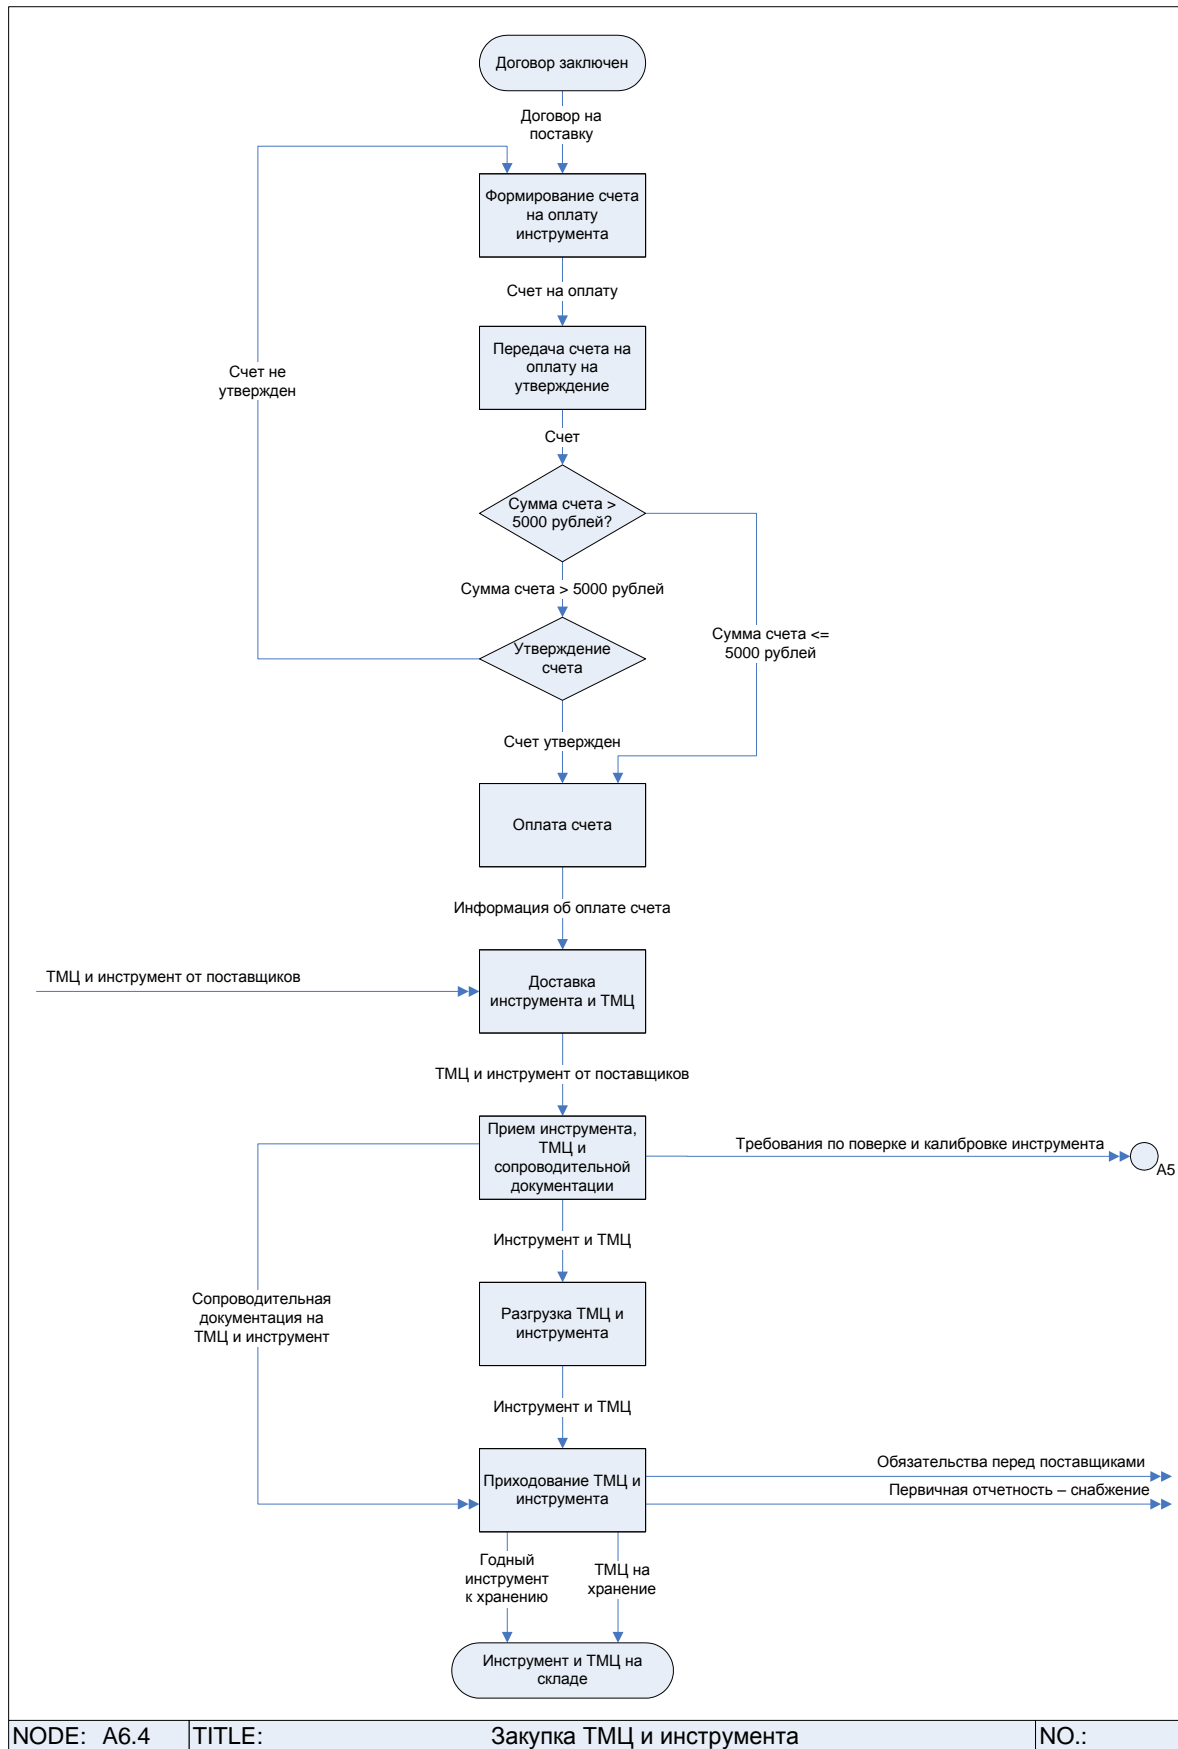 Договор заключен
Договор на
поставку
Формирование счета
на оплату
инструмента
Счет на оплату
Передача счета на
оплату на
утверждение
Счет не
утвержден
Счет
Сумма счета >
5000 рублей?
Сумма счета > 5000 рублей
Сумма счета <=
5000 рублей
Утверждение
счета
Счет утвержден
Оплата счета
Информация об оплате счета
ТМЦ и инструмент от поставщиков
Доставка
инструмента и ТМЦ
ТМЦ и инструмент от поставщиков
Прием инструмента,
ТМЦ и
сопроводительной
документации
Требования по поверке и калибровке инструмента
А5
Инструмент и ТМЦ
Сопроводительная
документация на
ТМЦ и инструмент
Разгрузка ТМЦ и
инструмента
Инструмент и ТМЦ
Приходование ТМЦ и
инструмента
Обязательства перед поставщиками
Первичная отчетность – снабжение
Годный
инструмент
к хранению
ТМЦ на
хранение
Инструмент и ТМЦ на
складе
NODE: A6.4 TITLE: Закупка ТМЦ и инструмента NO.: